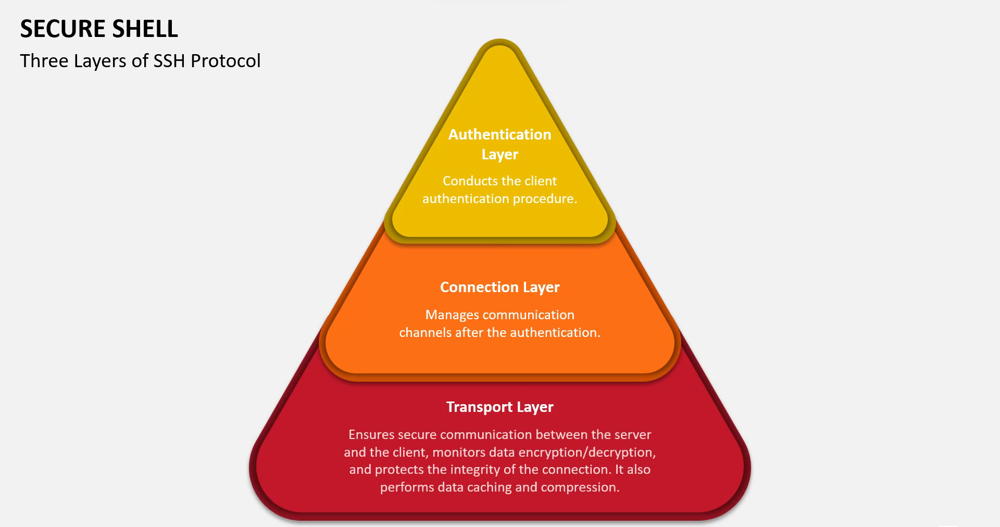 SECURE SHELL
Three Layers of SSH Protocol
Authentication
Layer
Conducts the client
authentication procedure.
Connection Layer
Manages communication
channels after the authentication.
Transport Layer
Ensures secure communication between the server
and the client, monitors data encryption/decryption,
and protects the integrity of the connection. It also
performs data caching and compression.